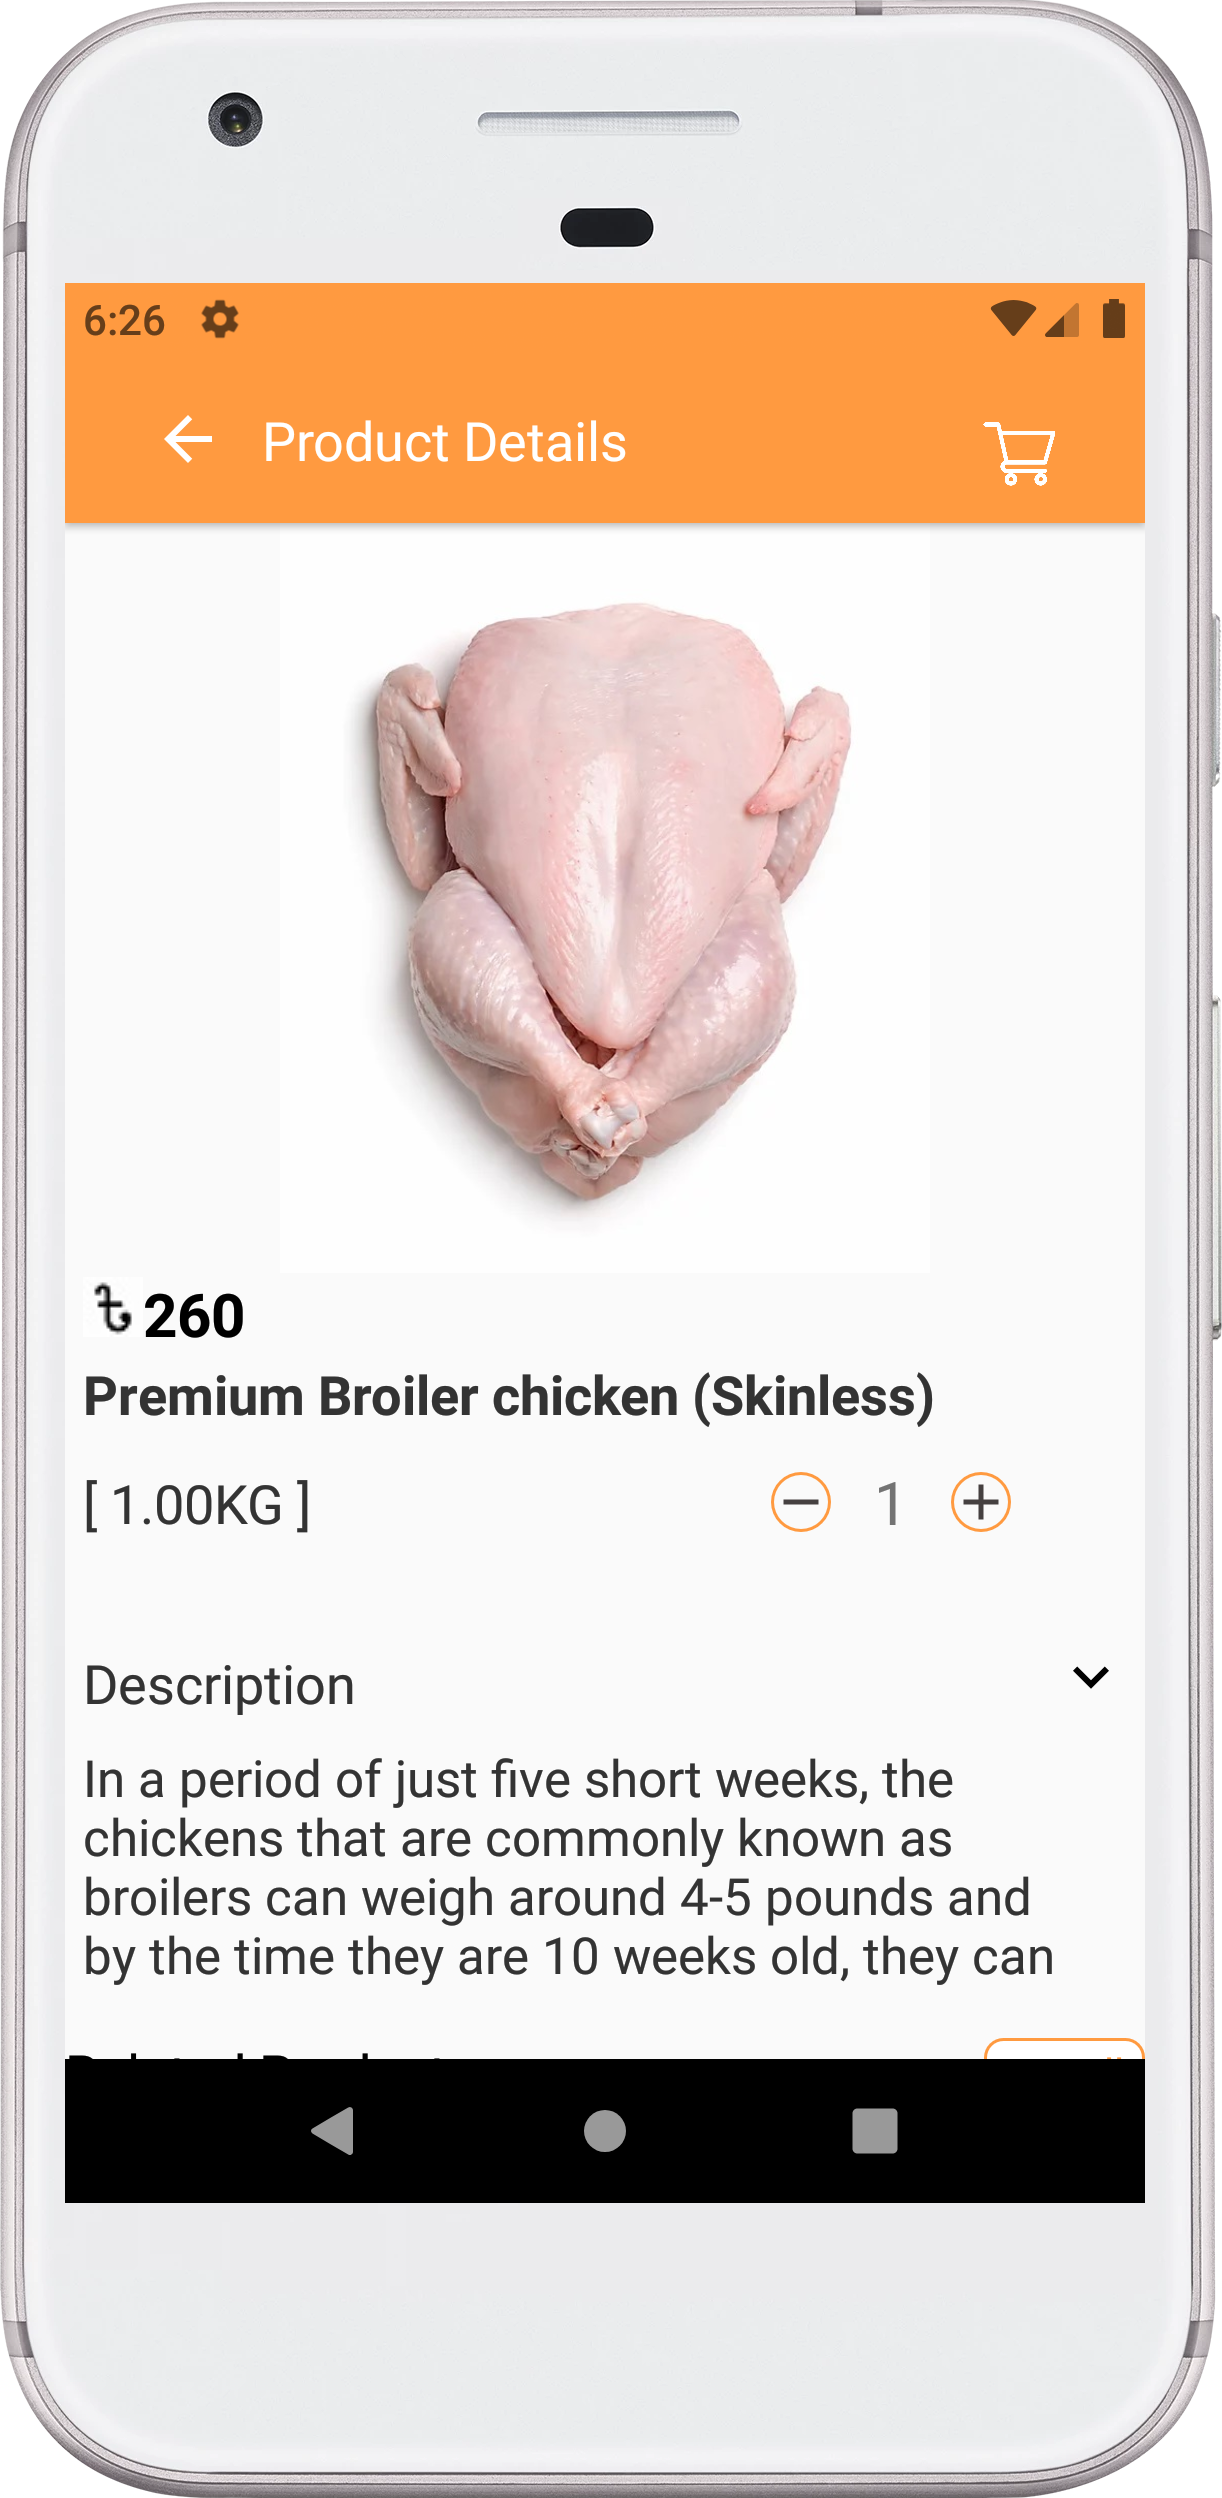 6:26
Product Details
৳ 260
Premium Broiler chicken (Skinless)
[ 1.00KG ]
1
Description
In a period of just five short weeks, the
chickens that are commonly known as
broilers can weigh around 4-5 pounds and
by the time they are 10 weeks old, they can